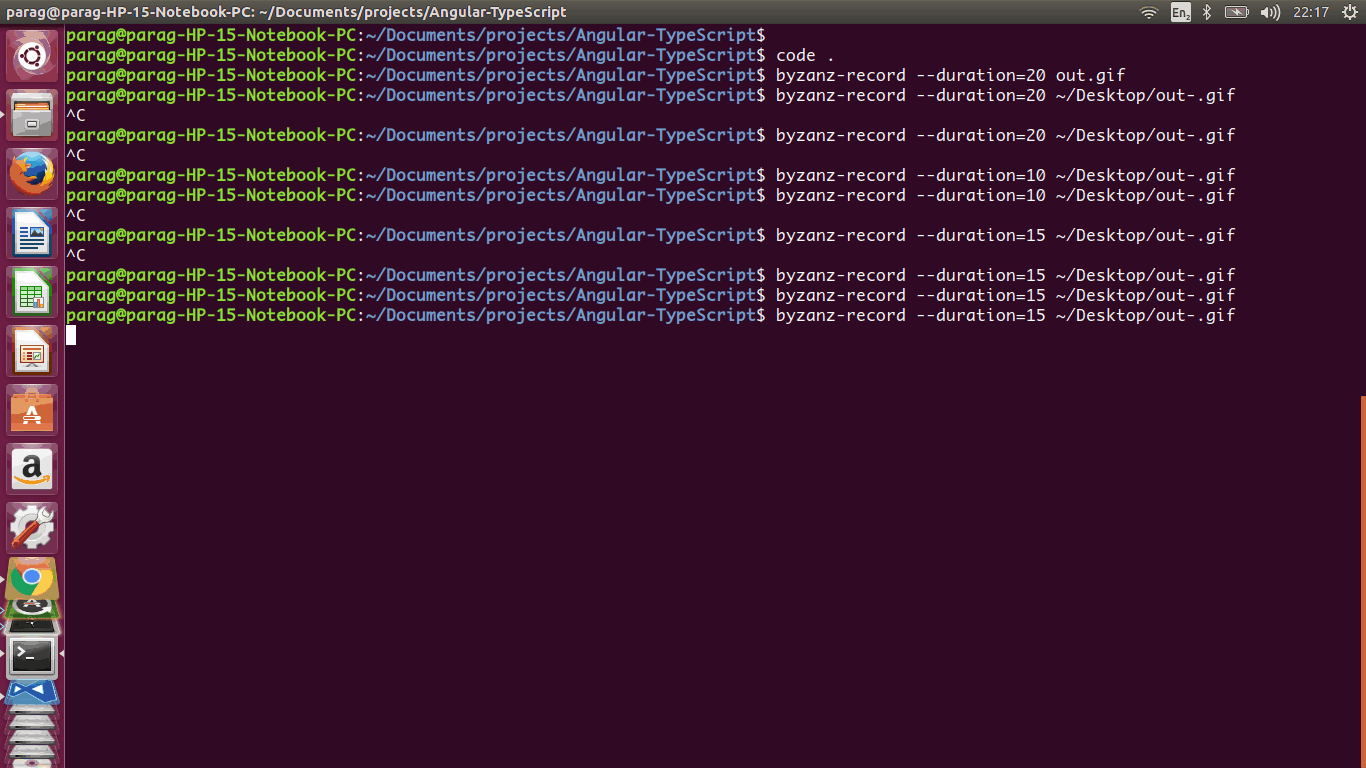 parag@parag-HP-15-Notebook-PC: ~/Documents/projects/Angular-TypeScript
En2
22:17
parag@parag-HP-15-Notebook-PC:~/Documents/projects/Angular-TypeScript$
parag@parag-HP-15-Notebook-PC:~/Documents/projects/Angular-TypeScript$ code .
parag@parag-HP-15-Notebook-PC:~/Documents/projects/Angular-TypeScript$ byzanz-record --duration=20 out.gif
parag@parag-HP-15-Notebook-PC:~/Documents/projects/Angular-TypeScript$ byzanz-record --duration=20 ~/Desktop/out-.gif
^C
parag@parag-HP-15-Notebook-PC:~/Documents/projects/Angular-TypeScript$ byzanz-record --duration=20 ~/Desktop/out-.gif
^C
parag@parag-HP-15-Notebook-PC:~/Documents/projects/Angular-TypeScript$ byzanz-record --duration=10 ~/Desktop/out-.gif
parag@parag-HP-15-Notebook-PC:~/Documents/projects/Angular-TypeScript$ byzanz-record --duration=10 ~/Desktop/out-.gif
^C
parag@parag-HP-15-Notebook-PC:~/Documents/projects/Angular-TypeScript$ byzanz-record --duration=15 ~/Desktop/out-.gif
^C
parag@parag-HP-15-Notebook-PC:~/Documents/projects/Angular-TypeScript$ byzanz-record --duration=15 ~/Desktop/out-.gif
parag@parag-HP-15-Notebook-PC:~/Documents/projects/Angular-TypeScript$ byzanz-record --duration=15 ~/Desktop/out-.gif
parag@parag-HP-15-Notebook-PC:~/Documents/projects/Angular-TypeScript$ byzanz-record --duration=15 ~/Desktop/out-.gif